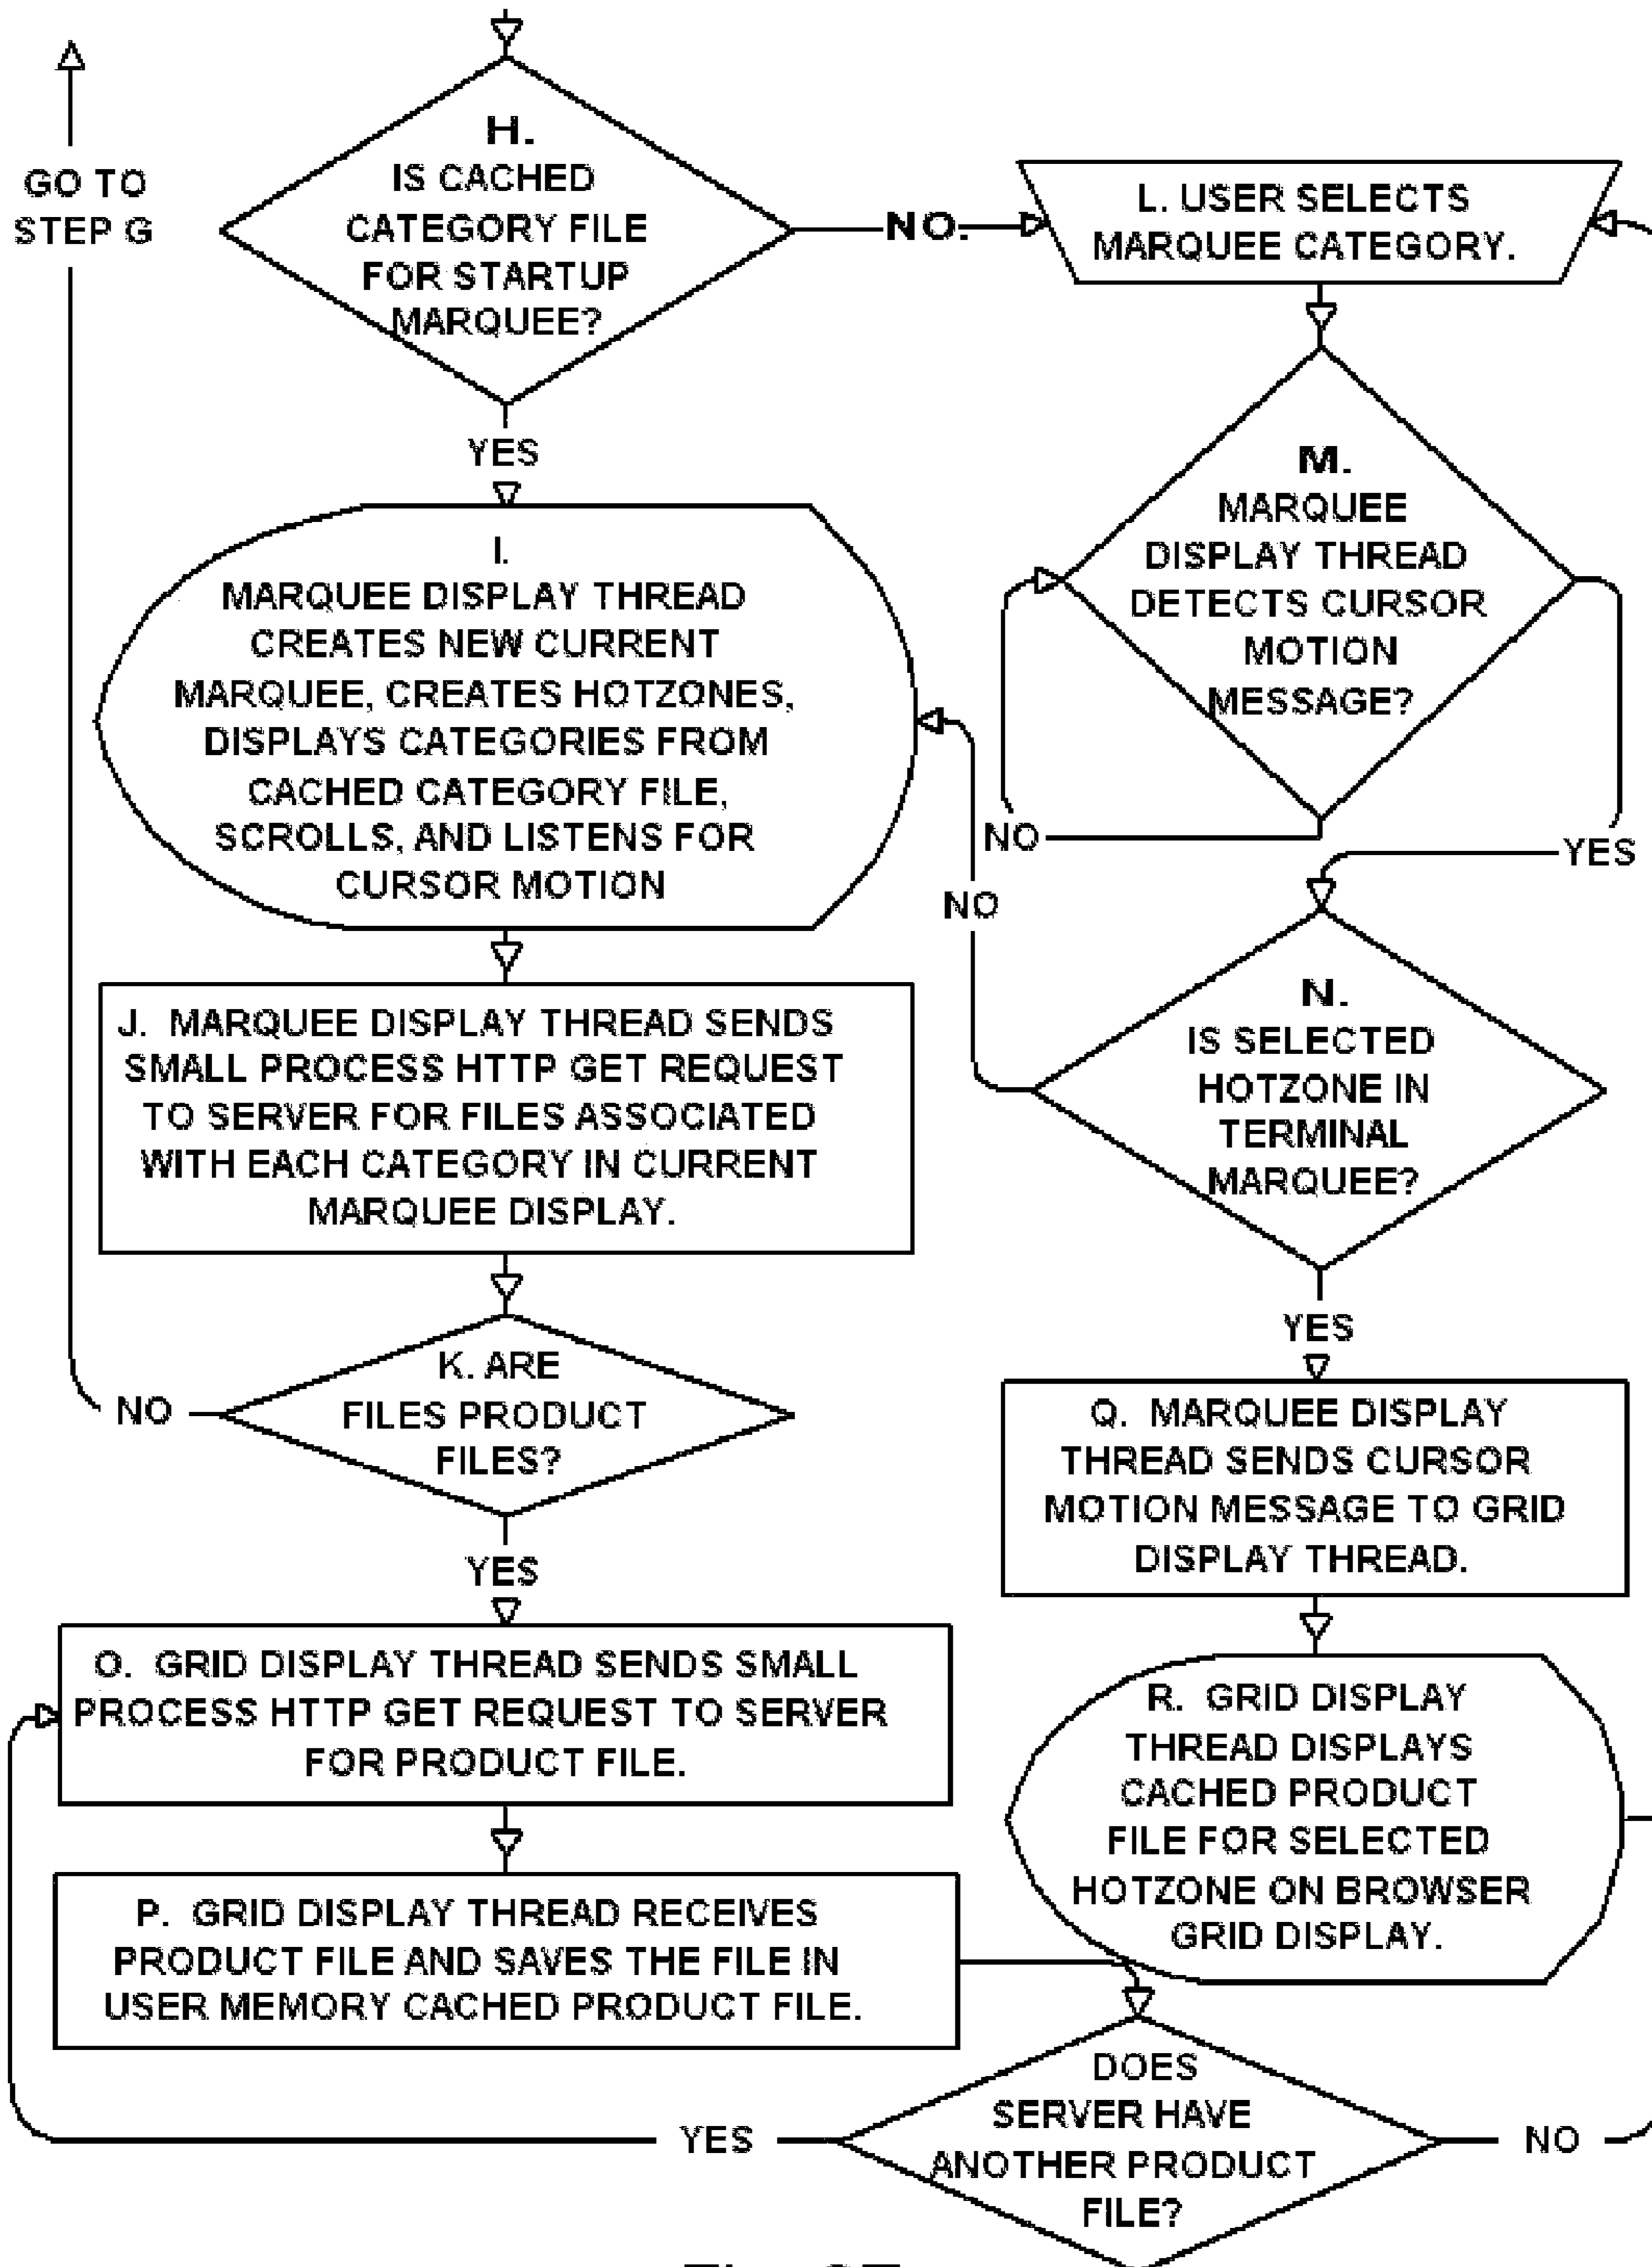 GO TO
STEP G
H.
IS CACHED
CATEGORY FILE
FOR STARTUP
MARQUEE?
NO.
L. USER SELECTS
MARQUEE CATEGORY.
YES
M.
MARQUEE
DISPLAY THREAD
DETECTS CURSOR
MOTION
MESSAGE?
NO
YES
I.
MARQUEE DISPLAY THREAD
CREATES NEW CURRENT
MARQUEE, CREATES HOTZONES,
DISPLAYS CATEGORIES FROM
CACHED CATEGORY FILE,
SCROLLS, AND LISTENS FOR
CURSOR MOTION
NO
N.
IS SELECTED
HOTZONE IN
TERMINAL
MARQUEE?
J. MARQUEE DISPLAY THREAD SENDS
SMALL PROCESS HTTP GET REQUEST
TO SERVER FOR FILES ASSOCIATED
WITH EACH CATEGORY IN CURRENT
MARQUEE DISPLAY.
YES
K. ARE
FILES PRODUCT
FILES?
NO
YES
Q. MARQUEE DISPLAY
THREAD SENDS CURSOR
MOTION MESSAGE TO GRID
DISPLAY THREAD.
O. GRID DISPLAY THREAD SENDS SMALL
PROCESS HTTP GET REQUEST TO SERVER
FOR PRODUCT FILE.
R. GRID DISPLAY
THREAD DISPLAYS
CACHED PRODUCT
FILE FOR SELECTED
HOTZONE ON BROWSER
GRID DISPLAY.
P. GRID DISPLAY THREAD RECEIVES
PRODUCT FILE AND SAVES THE FILE IN
USER MEMORY CACHED PRODUCT FILE.
DOES
SERVER HAVE
ANOTHER PRODUCT
FILE?
YES
NO